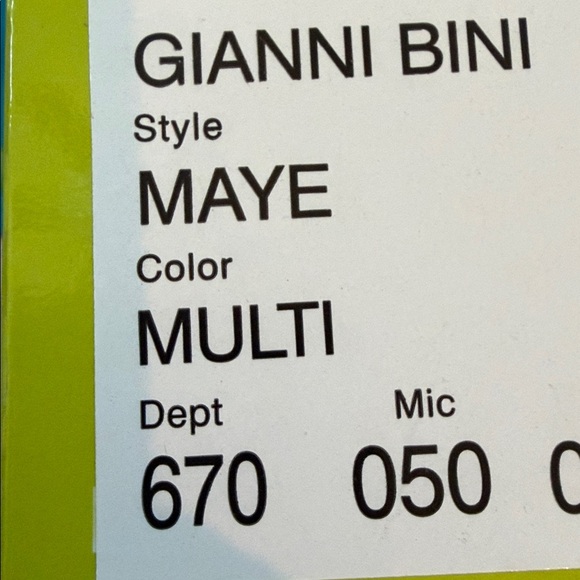 GIANNI BINI
Style
MAYE
Color
MULTI
Dept Mic
670 050